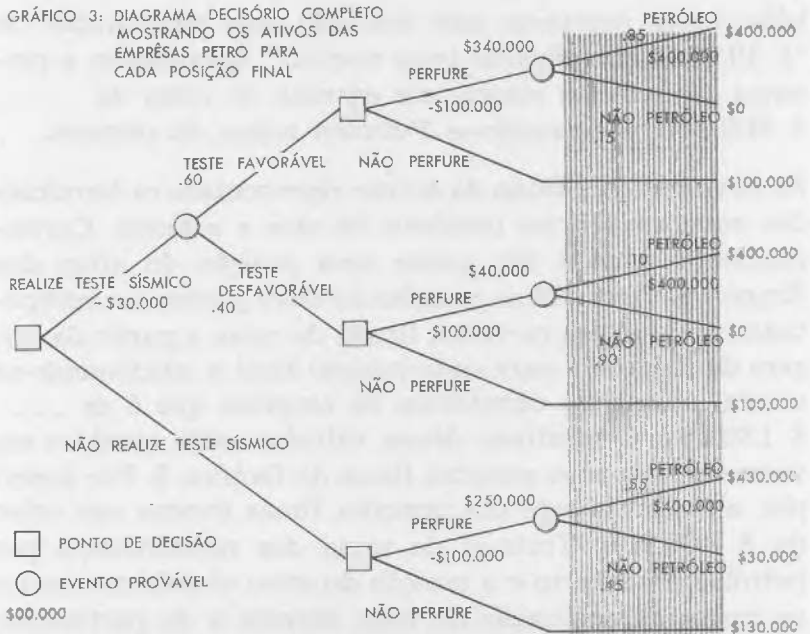 GRÁFICO 3: DIAGRAMA DECISÓRIO COMPLETO
MOSTRANDO OS ATIVOS DAS
EMPRÊSAS PETRO PARA
CADA POSIÇÃO FINAL
PETRÓLEO
.85
$400.000
$340.000
$400.000
PERFURE
-$100.000
$0
NÃO PETRÓLEO
.15
TESTE FAVORÁVEL
.60
NÃO PERFURE
$100.000
PETRÓLEO
.10
$400.000
$40.000
$400.000
REALIZE TESTE SÍSMICO
-$30.000
TESTE
DESFAVORÁVEL
.40
PERFURE
-$100.000
$0
NÃO PETRÓLEO
.90
NÃO PERFURE
$100.000
NÃO REALIZE TESTE SÍSMICO
PETRÓLEO
.55
$430.000
$250.000
$400.000
PERFURE
-$100.000
$30.000
NÃO PETRÓLEO
.45
NÃO PERFURE
$130.000
PONTO DE DECISÃO
EVENTO PROVÁVEL
$00.000